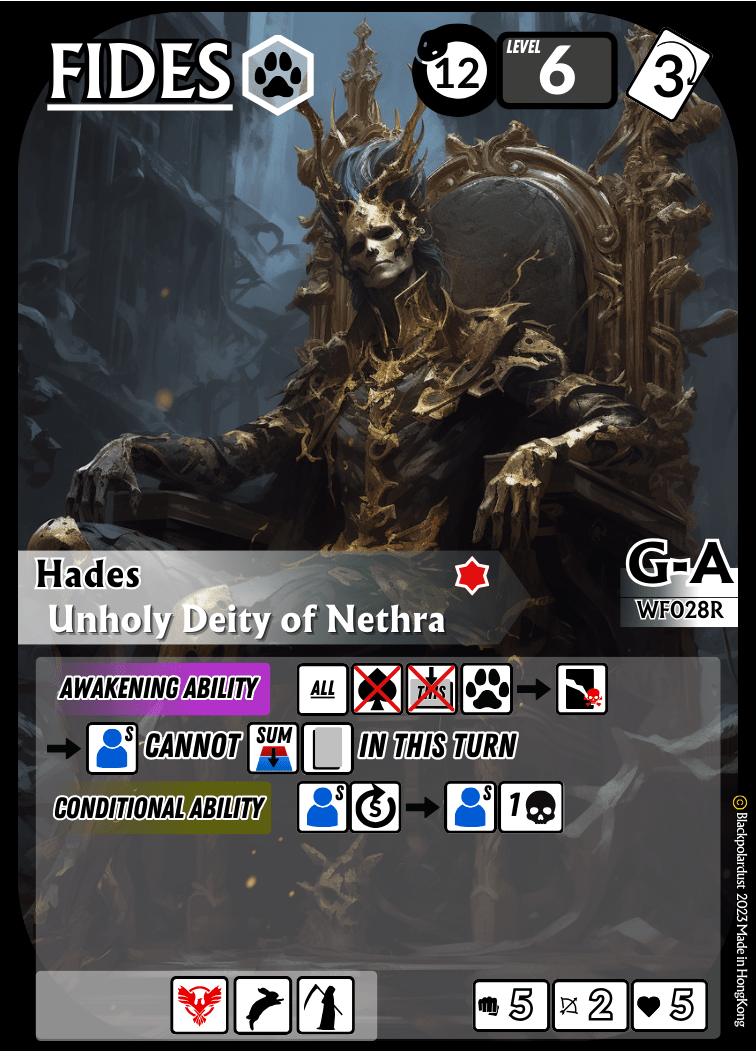 FIDES
12
LEVEL
6
3
Hades
Unholy Deity of Nethra
G-A
WF028R
AWAKENING ABILITY ALL THIS
S CANNOT SUM IN THIS TURN
CONDITIONAL ABILITY S S S 1
5 2 5
© Blackpolardust 2023 Made in HongKong